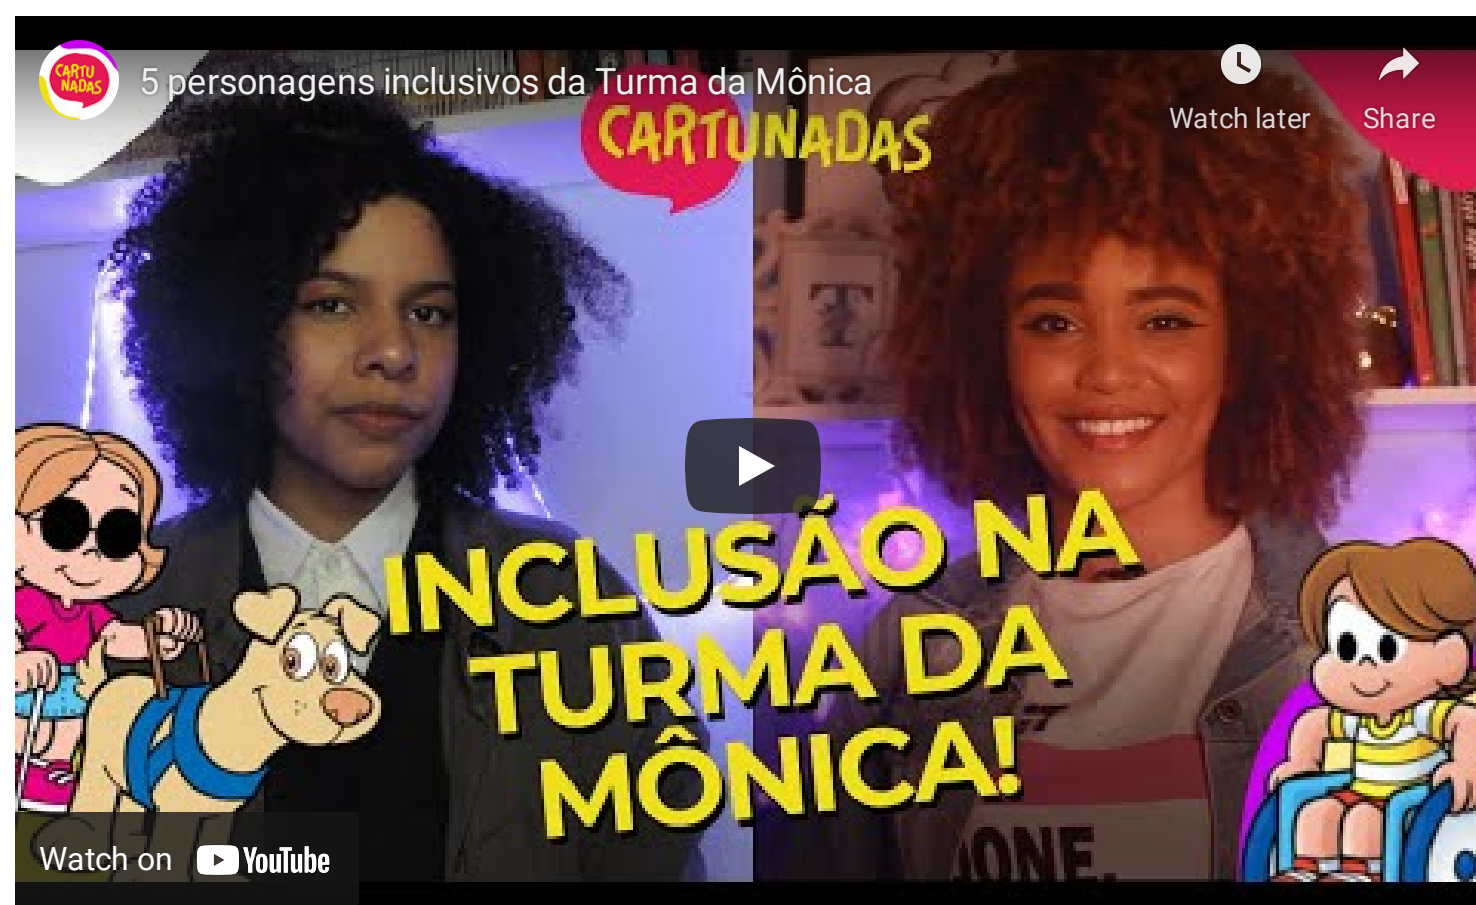 CARTU
NADAS
5 personagens inclusivos da Turma da Mônica
Watch later
Share
CARTUNADAS
T
INCLUSÃO NA
TURMA DA
MÔNICA!
ONE.
Watch on YouTube